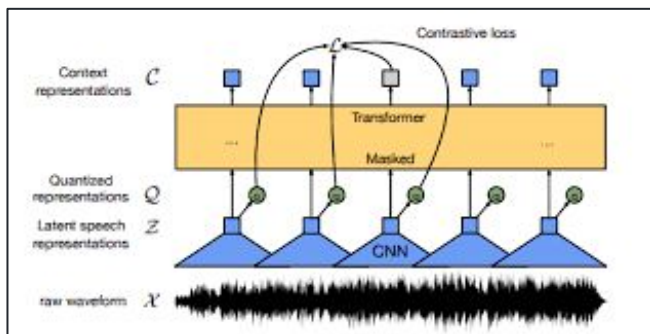 Contrastive loss
ℒ
Context
representations
𝒞
Transformer
...
...
Masked
Quantized
representations
𝒬
Latent speech
representations
𝒵
CNN
raw waveform
𝒳